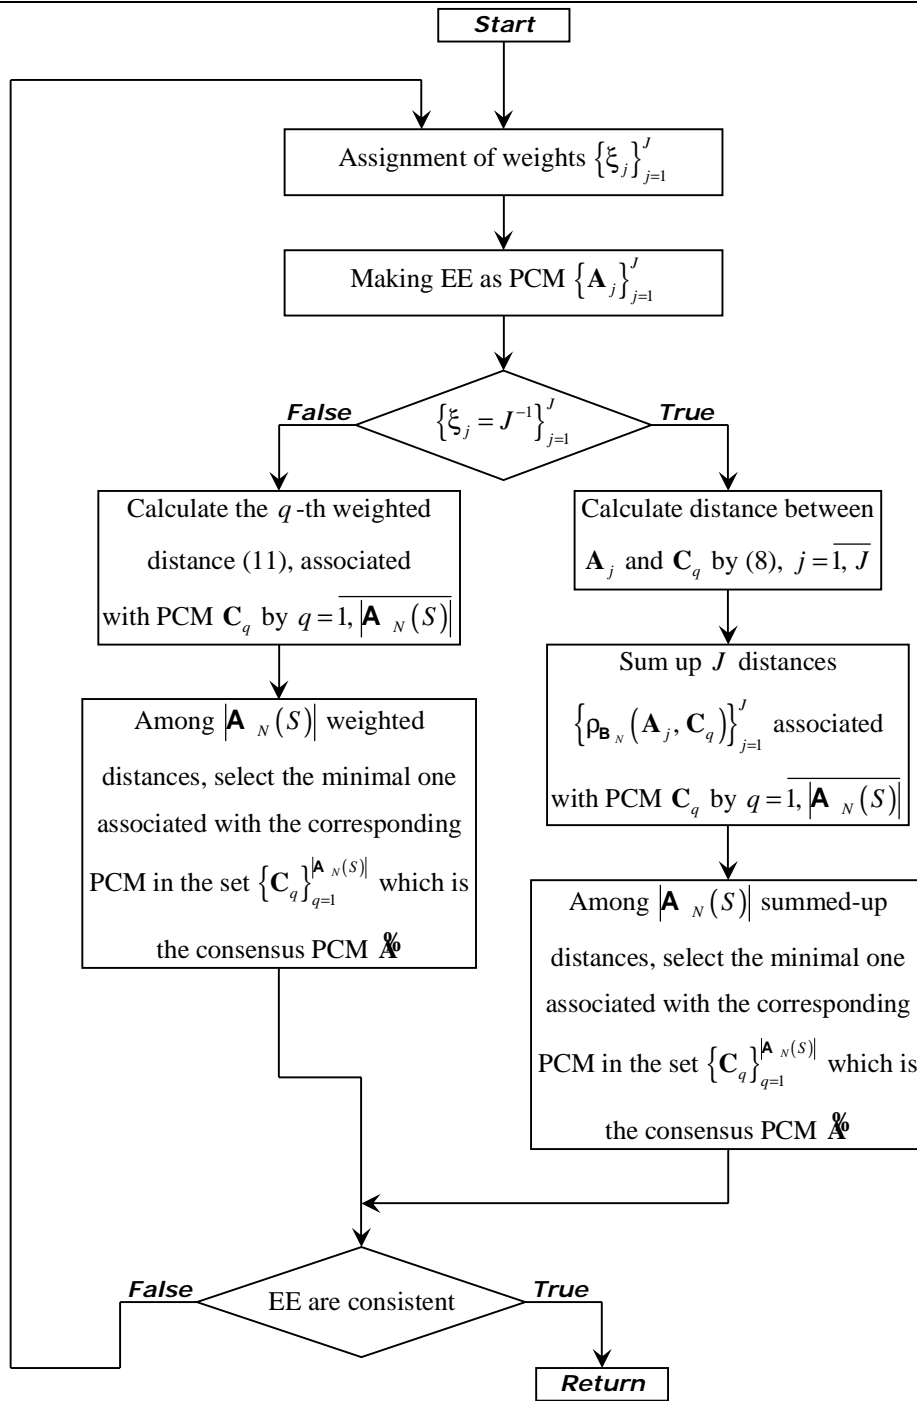 Start
Assignment of weights {ξ_j}_{j=1}^{J}
Making EE as PCM {A_j}_{j=1}^{J}
False
{ξ_j = J^{-1}}_{j=1}^{J}
True
Calculate the q -th weighted
distance (11), associated
with PCM C_q by q = \overline{1, |A_N(S)|}
Among |A_N(S)| weighted
distances, select the minimal one
associated with the corresponding
PCM in the set {C_q}_{q=1}^{|A_N(S)|} which is
the consensus PCM
Calculate distance between
A_j and C_q by (8), j = \overline{1, J}
Sum up J distances
{ρ_{B_N}(A_j, C_q)}_{j=1}^{J} associated
with PCM C_q by q = \overline{1, |A_N(S)|}
Among |A_N(S)| summed-up
distances, select the minimal one
associated with the corresponding
PCM in the set {C_q}_{q=1}^{|A_N(S)|} which is
the consensus PCM
False
EE are consistent
True
Return